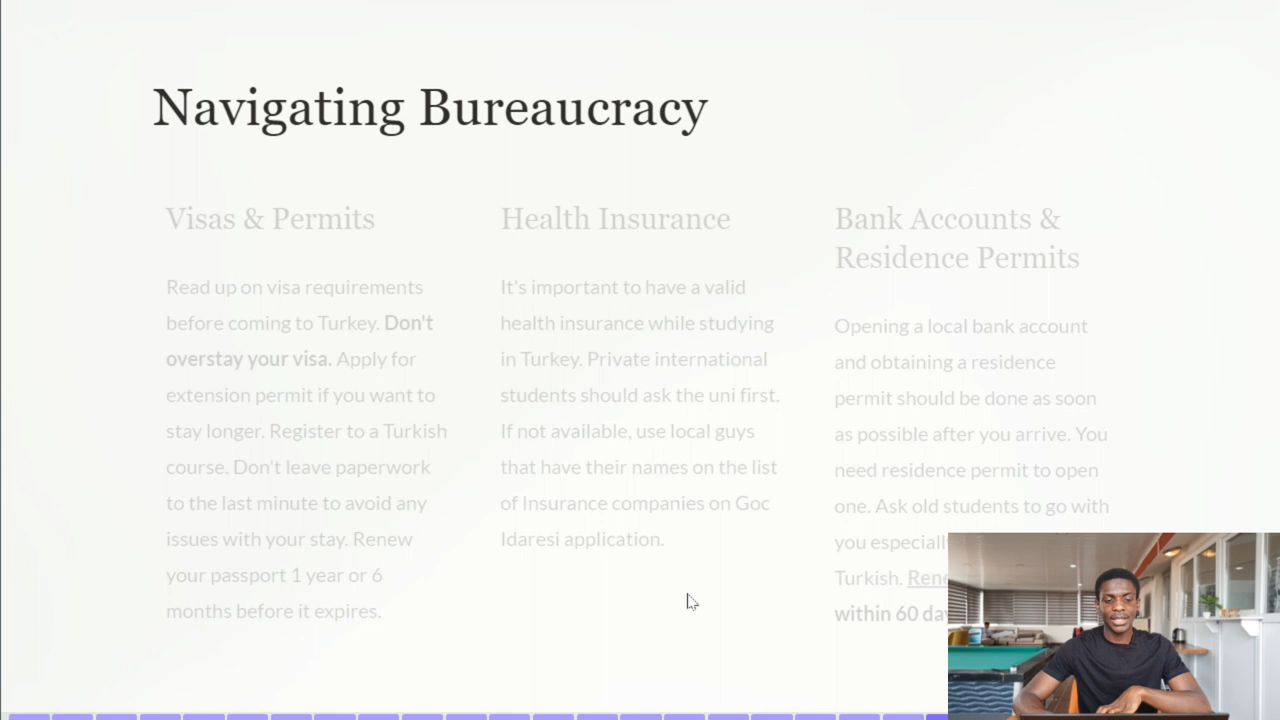 Navigating Bureaucracy
Visas & Permits
Read up on visa requirements
before coming to Turkey. Don't
overstay your visa. Apply for
extension permit if you want to
stay longer. Register to a Turkish
course. Don't leave paperwork
to the last minute to avoid any
issues with your stay. Renew
your passport 1 year or 6
months before it expires.
Health Insurance
It's important to have a valid
health insurance while studying
in Turkey. Private international
students should ask the uni first.
If not available, use local guys
that have their names on the list
of Insurance companies on Goc
Idaresi application.
Bank Accounts &
Residence Permits
Opening a local bank account
and obtaining a residence
permit should be done as soon
as possible after you arrive. You
need residence permit to open
one. Ask old students to go with
you
Turkish.
within 60